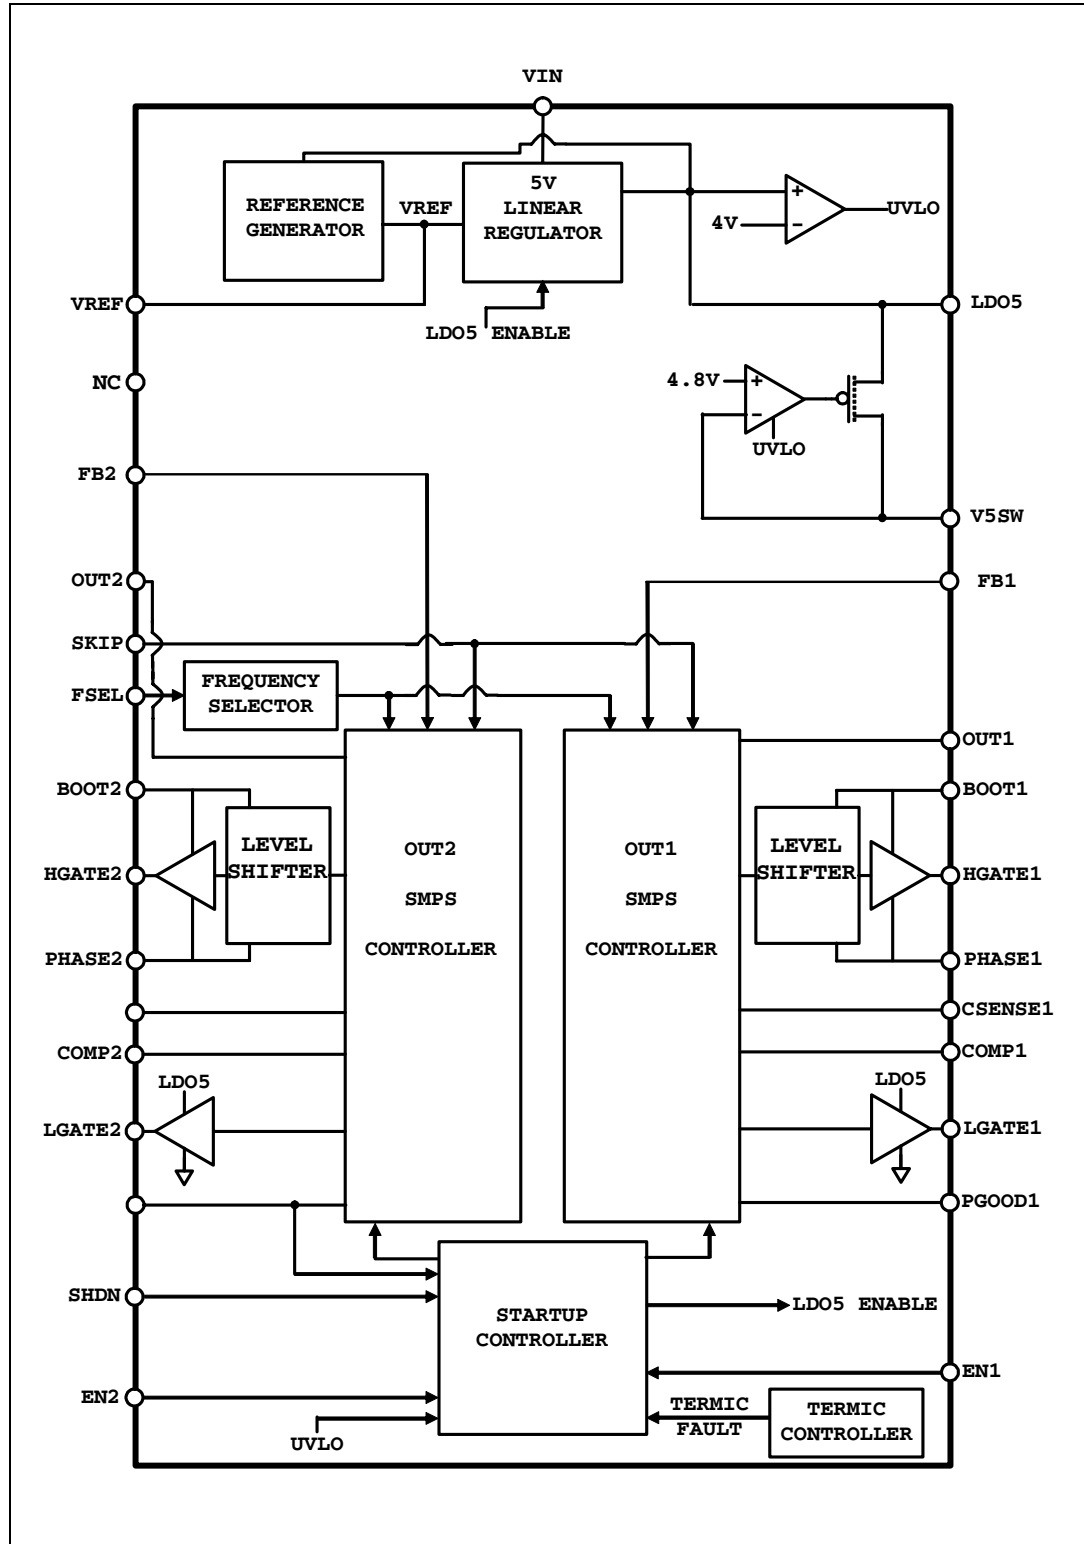 VIN
5V
LINEAR
REGULATOR
REFERENCE
GENERATOR
VREF
+
4V
−
UVLO
VREF
LDO5 ENABLE
LDO5
NC
4.8V
+
−
UVLO
FB2
V5SW
OUT2
FB1
SKIP
FSEL
FREQUENCY
SELECTOR
OUT1
BOOT2
BOOT1
LEVEL
SHIFTER
OUT2
SMPS
CONTROLLER
OUT1
SMPS
CONTROLLER
LEVEL
SHIFTER
HGATE2
HGATE1
PHASE2
PHASE1
CSENSE1
COMP2
COMP1
LDO5
LDO5
LGATE2
LGATE1
PGOOD1
SHDN
STARTUP
CONTROLLER
LDO5 ENABLE
EN1
EN2
TERMIC
FAULT
TERMIC
CONTROLLER
UVLO